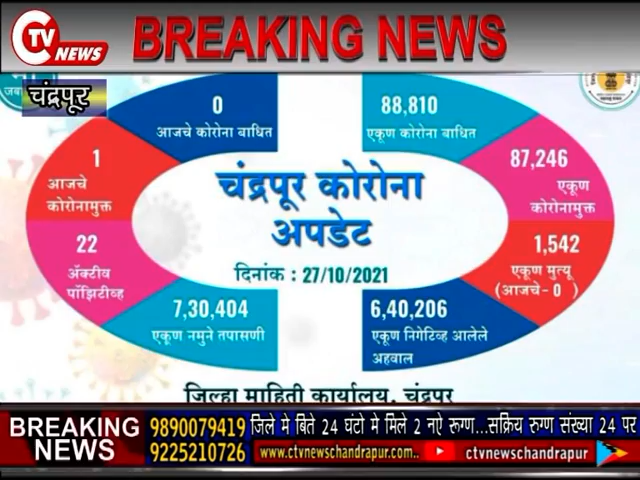 C TV NEWS
BREAKING NEWS
चंद्रपूर
0
आजचे कोरोना बाधित
88,810
एकूण कोरोना बाधित
1
आजचे
कोरोनामुक्त
87,246
एकूण
कोरोनामुक्त
चंद्रपूर कोरोना
अपडेट
दिनांक : 27/10/2021
22
ॲक्टीव
पॉझिटीव्ह
1,542
एकूण मुत्यू
(आजचे- 0 )
7,30,404
एकूण नमुने तपासणी
6,40,206
एकूण निगेटिव्ह आलेले
अहवाल
जिल्हा माहिती कार्यालय, चंद्रपूर
BREAKING NEWS
9890079419
9225210726
जिले मे बिते 24 घंटो मे मिले 2 नऐ रूग्ण...सक्रिय रुग्ण संख्या 24 पर
www.ctvnewschandrapur.com..
ctvnewschandrapur